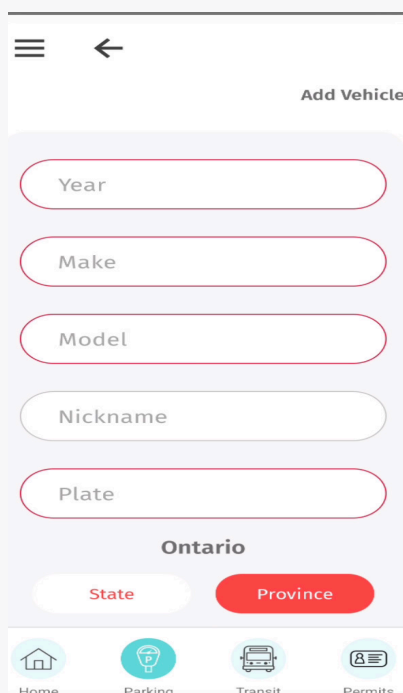 Add Vehicle
Year
Make
Model
Nickname
Plate
Ontario
State Province
P
Home Parking Transit Permits